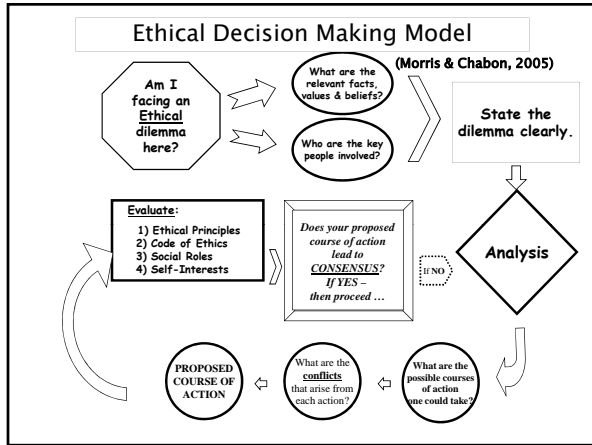 Ethical Decision Making Model
(Morris & Chabon, 2005)
Am I
facing an
Ethical
dilemma
here?
What are the
relevant facts,
values & beliefs?
Who are the key
people involved?
State the
dilemma clearly.
Analysis
What are the
possible courses
of action
one could take?
What are the
conflicts
that arise from
each action?
PROPOSED
COURSE OF
ACTION
Evaluate:
1) Ethical Principles
2) Code of Ethics
3) Social Roles
4) Self-Interests
Does your proposed
course of action
lead to
CONSENSUS?
If YES –
then proceed …
If NO